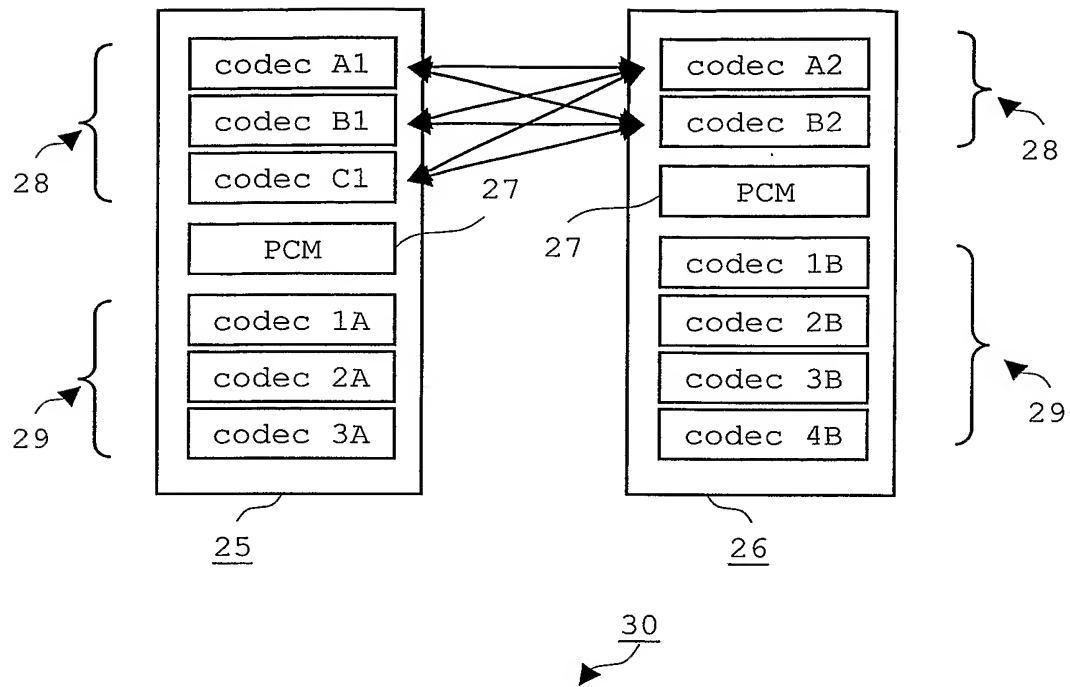 codec A1
codec B1
codec C1
PCM
codec 1A
codec 2A
codec 3A
28
29
25
27
27
codec A2
codec B2
PCM
codec 1B
codec 2B
codec 3B
codec 4B
28
29
26
30